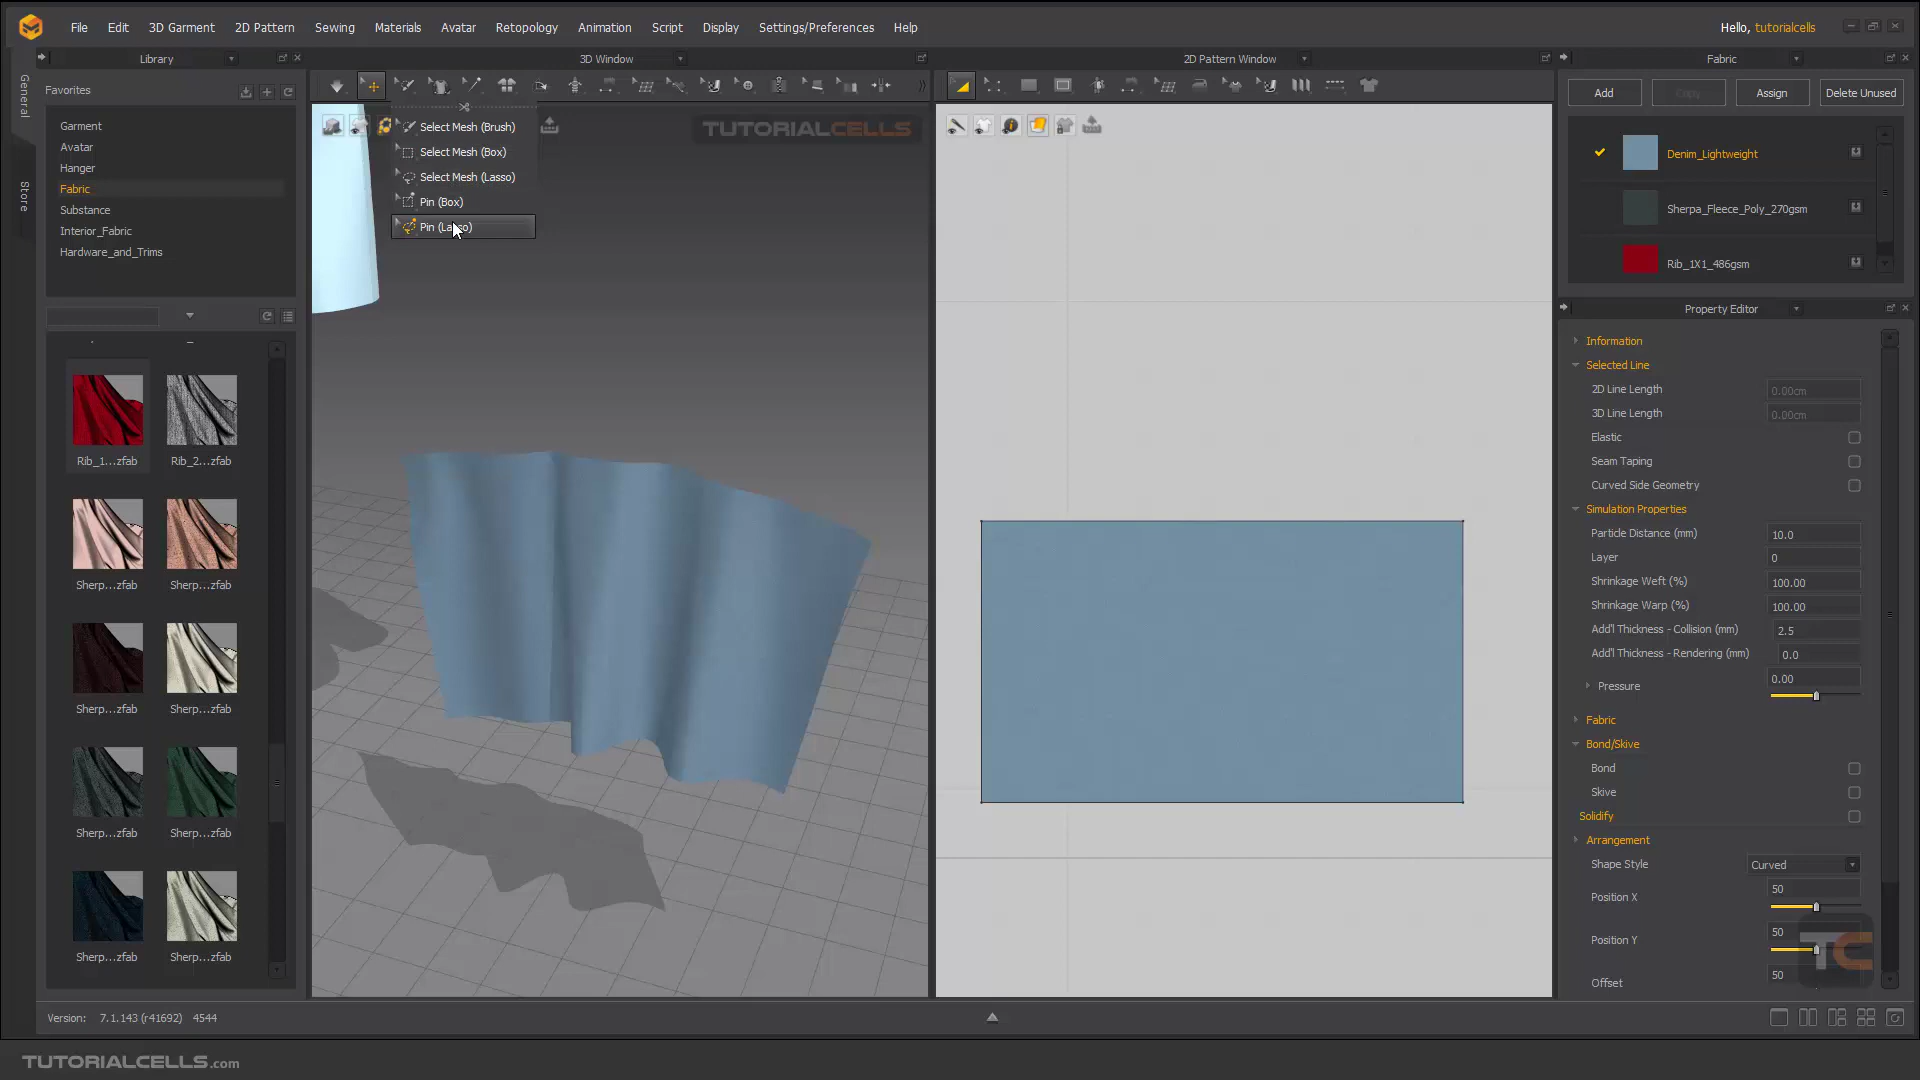 File Edit 3D Garment 2D Pattern Sewing Materials Avatar Retopology Animation Script Display Settings/Preferences Help
Hello, tutorialcells
Library
3D Window
2D Pattern Window
Fabric
General
Store
Favorites
Garment
Avatar
Hanger
Fabric
Substance
Interior_Fabric
Hardware_and_Trims
Rib_1...zfab Rib_2...zfab
Sherp...zfab Sherp...zfab
Sherp...zfab Sherp...zfab
Sherp...zfab Sherp...zfab
Sherp...zfab Sherp...zfab
Select Mesh (Brush)
Select Mesh (Box)
Select Mesh (Lasso)
Pin (Box)
Pin (Lasso)
TUTORIALCELLS
Add Copy Assign Delete Unused
Denim_Lightweight
Sherpa_Fleece_Poly_270gsm
Rib_1X1_486gsm
Property Editor
Information
Selected Line
2D Line Length 0.00cm
3D Line Length 0.00cm
Elastic
Seam Taping
Curved Side Geometry
Simulation Properties
Particle Distance (mm) 10.0
Layer 0
Shrinkage Weft (%) 100.00
Shrinkage Warp (%) 100.00
Add'l Thickness - Collision (mm) 2.5
Add'l Thickness - Rendering (mm) 0.0
Pressure 0.00
Fabric
Bond/Skive
Bond
Skive
Solidify
Arrangement
Shape Style Curved
Position X 50
Position Y 50
Offset 50
TC
Version: 7.1.143 (r41692) 4544
TUTORIALCELLS.com